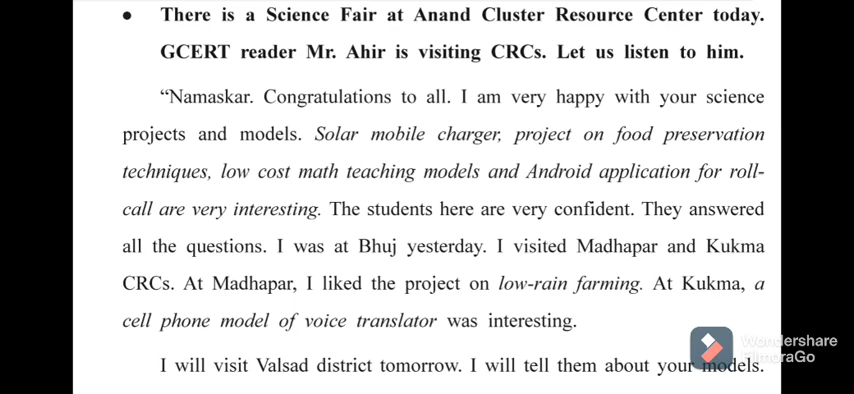 • There is a Science Fair at Anand Cluster Resource Center today.
GCERT reader Mr. Ahir is visiting CRCs. Let us listen to him.
“Namaskar. Congratulations to all. I am very happy with your science
projects and models. Solar mobile charger, project on food preservation
techniques, low cost math teaching models and Android application for roll-
call are very interesting. The students here are very confident. They answered
all the questions. I was at Bhuj yesterday. I visited Madhapar and Kukma
CRCs. At Madhapar, I liked the project on low-rain farming. At Kukma, a
cell phone model of voice translator was interesting.
I will visit Valsad district tomorrow. I will tell them about your models.
Wondershare
FilmoraGo